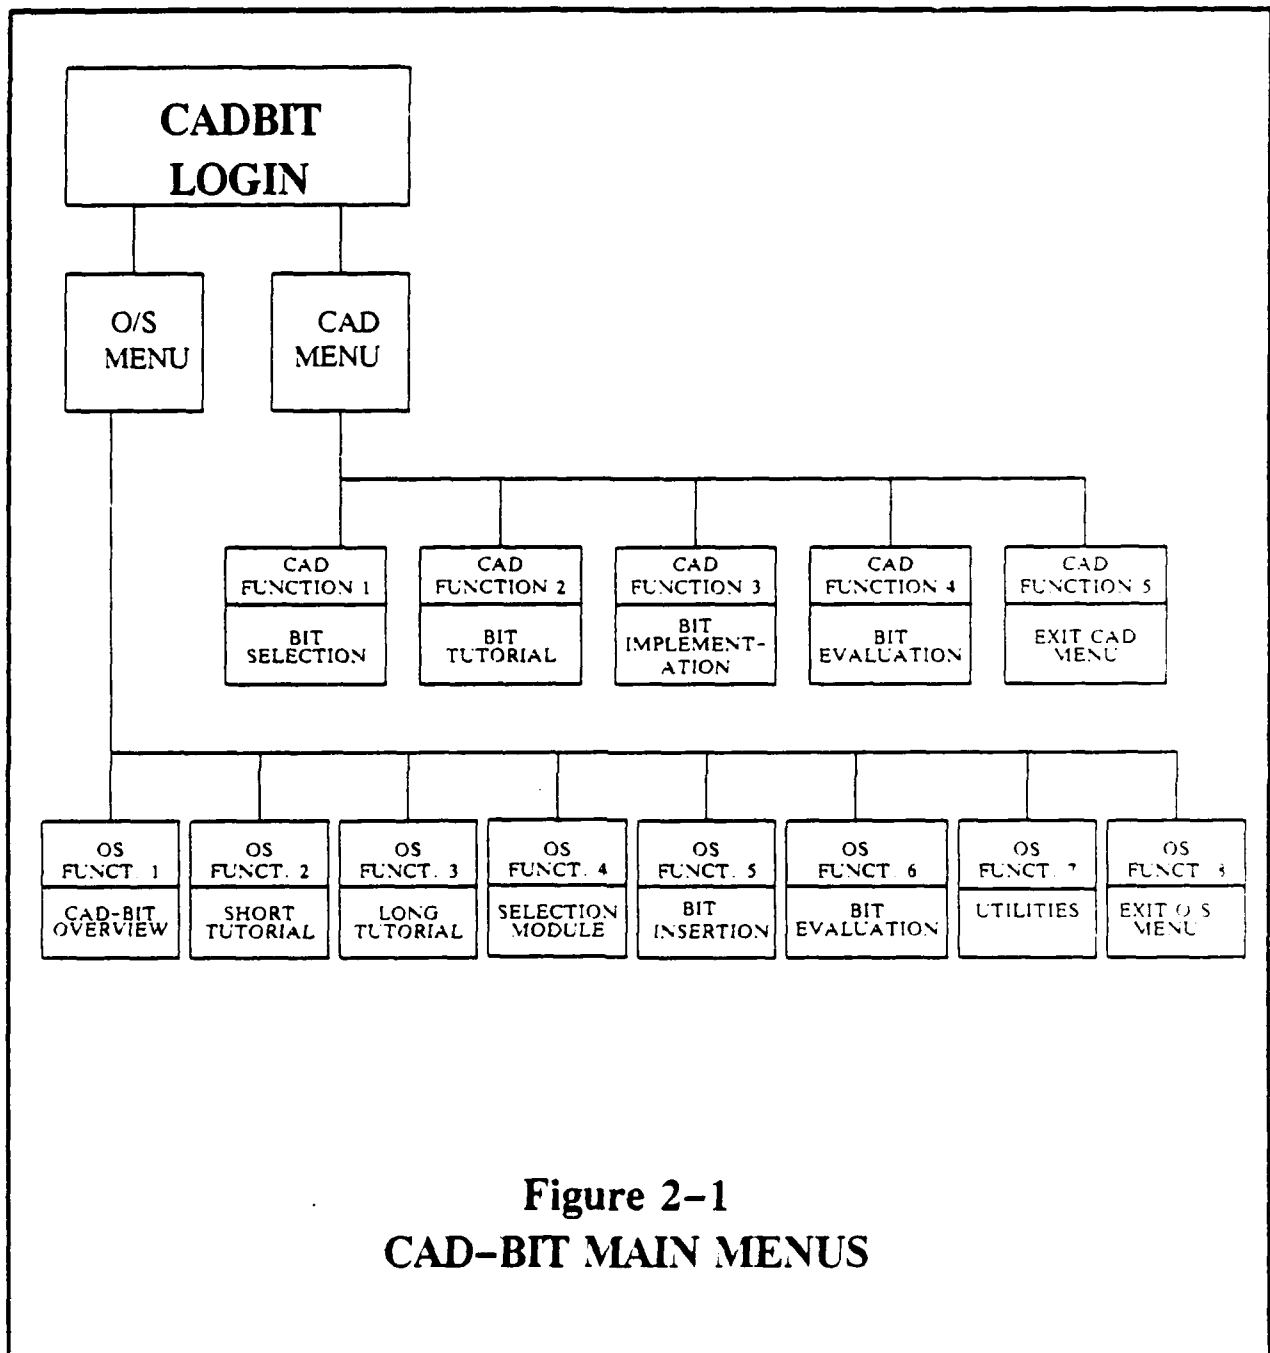 CADBIT
LOGIN
O/S
MENU
CAD
MENU
CAD
FUNCTION 1
BIT
SELECTION
CAD
FUNCTION 2
BIT
TUTORIAL
CAD
FUNCTION 3
BIT
IMPLEMENT-
ATION
CAD
FUNCTION 4
BIT
EVALUATION
CAD
FUNCTION 5
EXIT CAD
MENU
OS
FUNCT. 1
CAD-BIT
OVERVIEW
OS
FUNCT. 2
SHORT
TUTORIAL
OS
FUNCT. 3
LONG
TUTORIAL
OS
FUNCT. 4
SELECTION
MODULE
OS
FUNCT. 5
BIT
INSERTION
OS
FUNCT. 6
BIT
EVALUATION
OS
FUNCT. 7
UTILITIES
OS
FUNCT. 8
EXIT O/S
MENU
Figure 2-1
CAD-BIT MAIN MENUS